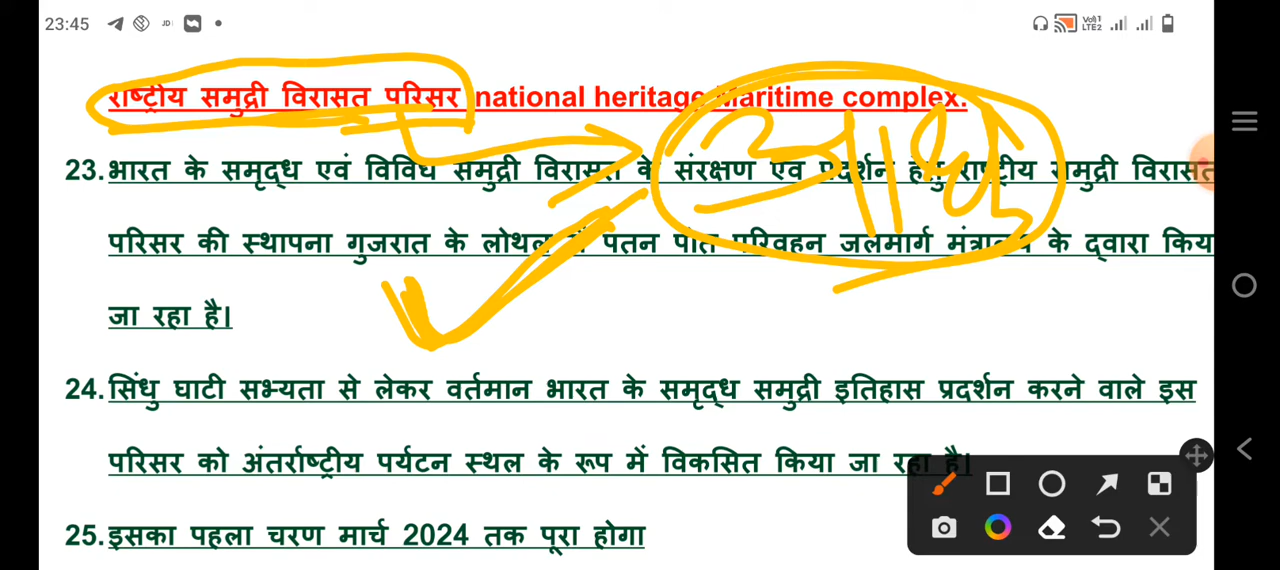 23:45
Vo)) 1
LTE2
राष्ट्रीय समुद्री विरासत परिसर national heritage Maritime complex.
23. भारत के समृद्ध एवं विविध समुद्री विरासत के संरक्षण एवं प्रदर्शन हेतु राष्ट्रीय समुद्री विरासत
परिसर की स्थापना गुजरात के लोथल में पतन पोत परिवहन जलमार्ग मंत्रालय के द्वारा किया
जा रहा है।
24. सिंधु घाटी सभ्यता से लेकर वर्तमान भारत के समृद्ध समुद्री इतिहास प्रदर्शन करने वाले इस
परिसर को अंतर्राष्ट्रीय पर्यटन स्थल के रूप में विकसित किया जा रहा है।
25. इसका पहला चरण मार्च 2024 तक पूरा होगा